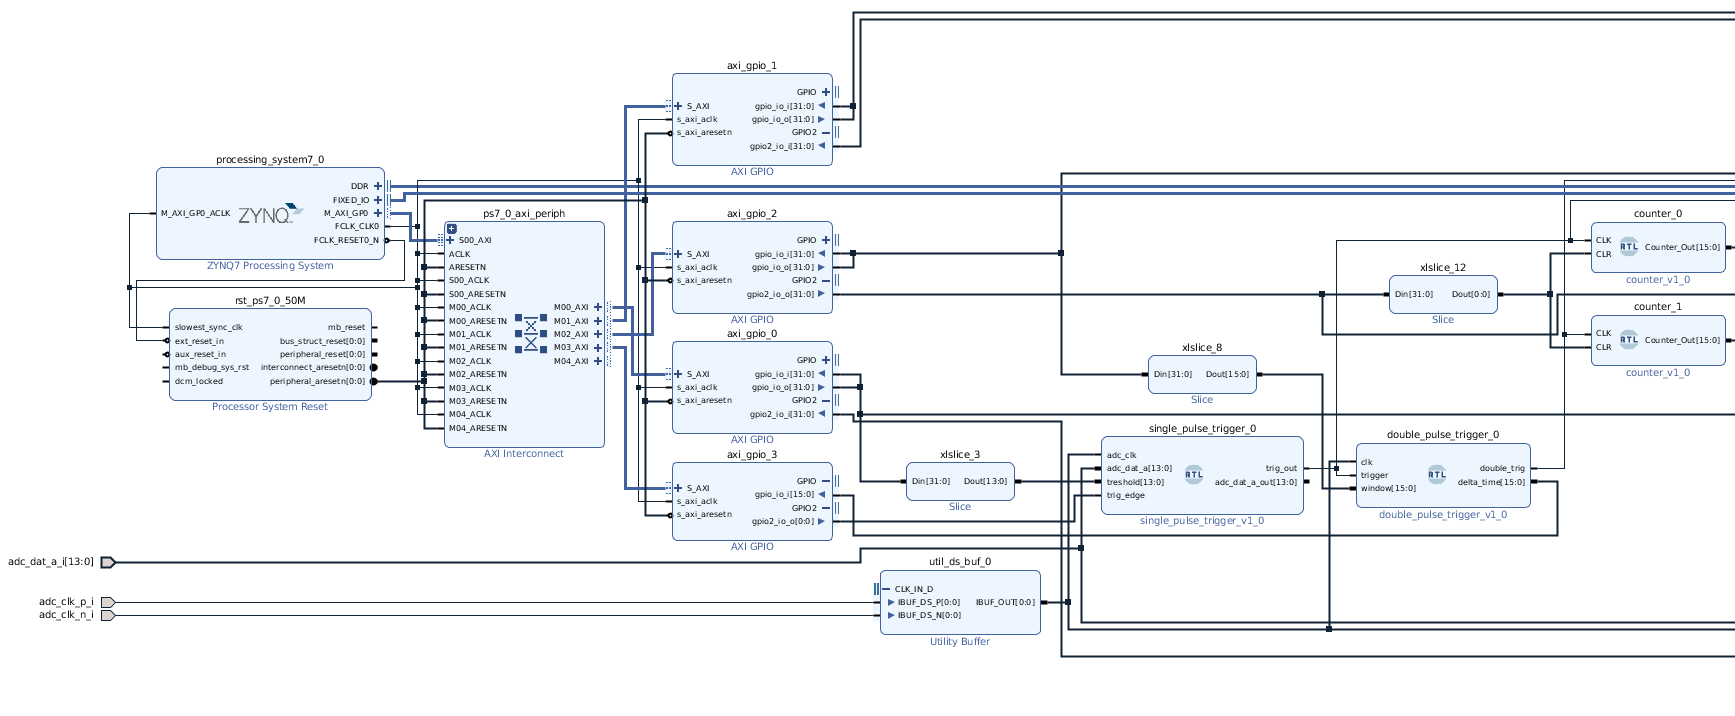 axi_gpio_1
GPIO
S_AXI
gpio_io_i[31:0]
s_axi_aclk
gpio_io_o[31:0]
s_axi_aresetn
GPIO2
gpio2_io_i[31:0]
AXI GPIO
processing_system7_0
DDR
FIXED_IO
M_AXI_GP0_ACLK
ZYNQ
M_AXI_GP0
FCLK_CLK0
FCLK_RESET0_N
ZYNQ7 Processing System
rst_ps7_0_50M
slowest_sync_clk
mb_reset
ext_reset_in
bus_struct_reset[0:0]
aux_reset_in
peripheral_reset[0:0]
mb_debug_sys_rst
interconnect_aresetn[0:0]
dcm_locked
peripheral_aresetn[0:0]
Processor System Reset
ps7_0_axi_periph
S00_AXI
ACLK
ARESETN
S00_ACLK
S00_ARESETN
M00_ACLK
M00_AXI
M00_ARESETN
M01_AXI
M01_ACLK
M02_AXI
M01_ARESETN
M03_AXI
M02_ACLK
M04_AXI
M02_ARESETN
M03_ACLK
M03_ARESETN
M04_ACLK
M04_ARESETN
AXI Interconnect
axi_gpio_2
GPIO
S_AXI
gpio_io_i[31:0]
s_axi_aclk
gpio_io_o[31:0]
s_axi_aresetn
GPIO2
gpio2_io_o[31:0]
AXI GPIO
axi_gpio_0
GPIO
S_AXI
gpio_io_i[31:0]
s_axi_aclk
gpio_io_o[31:0]
s_axi_aresetn
GPIO2
gpio2_io_i[31:0]
AXI GPIO
axi_gpio_3
GPIO
S_AXI
gpio_io_i[15:0]
s_axi_aclk
GPIO2
s_axi_aresetn
gpio2_io_o[0:0]
AXI GPIO
xlslice_3
Din[31:0]
Dout[13:0]
Slice
xlslice_8
Din[31:0]
Dout[15:0]
Slice
xlslice_12
Din[31:0]
Dout[0:0]
Slice
counter_0
CLK
CLR
RTL
Counter_Out[15:0]
counter_v1_0
counter_1
CLK
CLR
RTL
Counter_Out[15:0]
counter_v1_0
single_pulse_trigger_0
adc_clk
adc_dat_a[13:0]
treshold[13:0]
trig_edge
RTL
trig_out
adc_dat_a_out[13:0]
single_pulse_trigger_v1_0
double_pulse_trigger_0
clk
trigger
window[15:0]
RTL
double_trig
delta_time[15:0]
double_pulse_trigger_v1_0
adc_dat_a_i[13:0]
adc_clk_p_i
adc_clk_n_i
util_ds_buf_0
CLK_IN_D
IBUF_DS_P[0:0]
IBUF_OUT[0:0]
IBUF_DS_N[0:0]
Utility Buffer